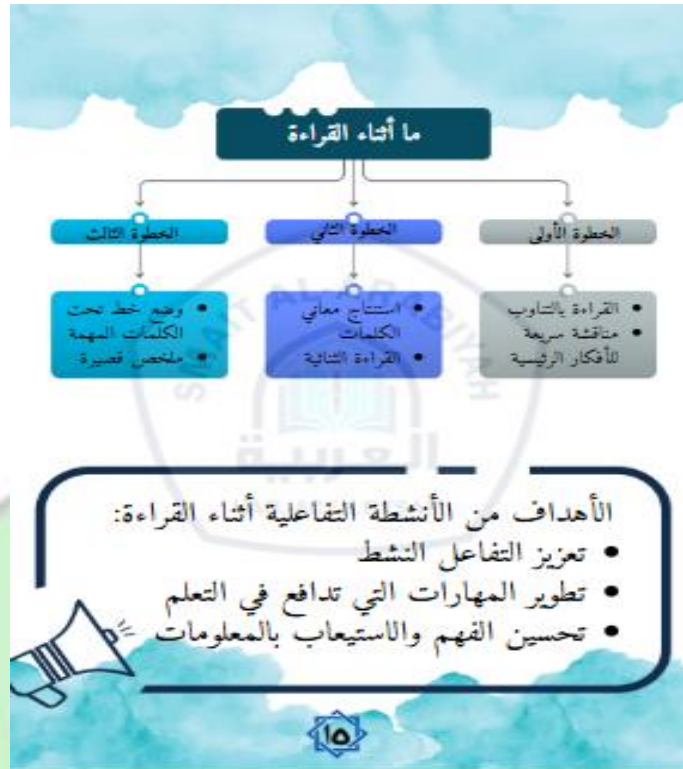 ما أثناء القراءة
الخطوة الأولى
الخطوة الثاني
الخطوة الثالث
• القراءة بالتناوب
• مناقشة سريعة
للأفكار الرئيسية
• استنتاج معاني
الكلمات
• القراءة الثنائية
• وضع خط تحت
الكلمات المهمة
• ملخص قصيرة
العربية
الأهداف من الأنشطة التفاعلية أثناء القراءة:
• تعزيز التفاعل النشط
• تطوير المهارات التي تدافع في التعلم
• تحسين الفهم والاستيعاب بالمعلومات
١٥